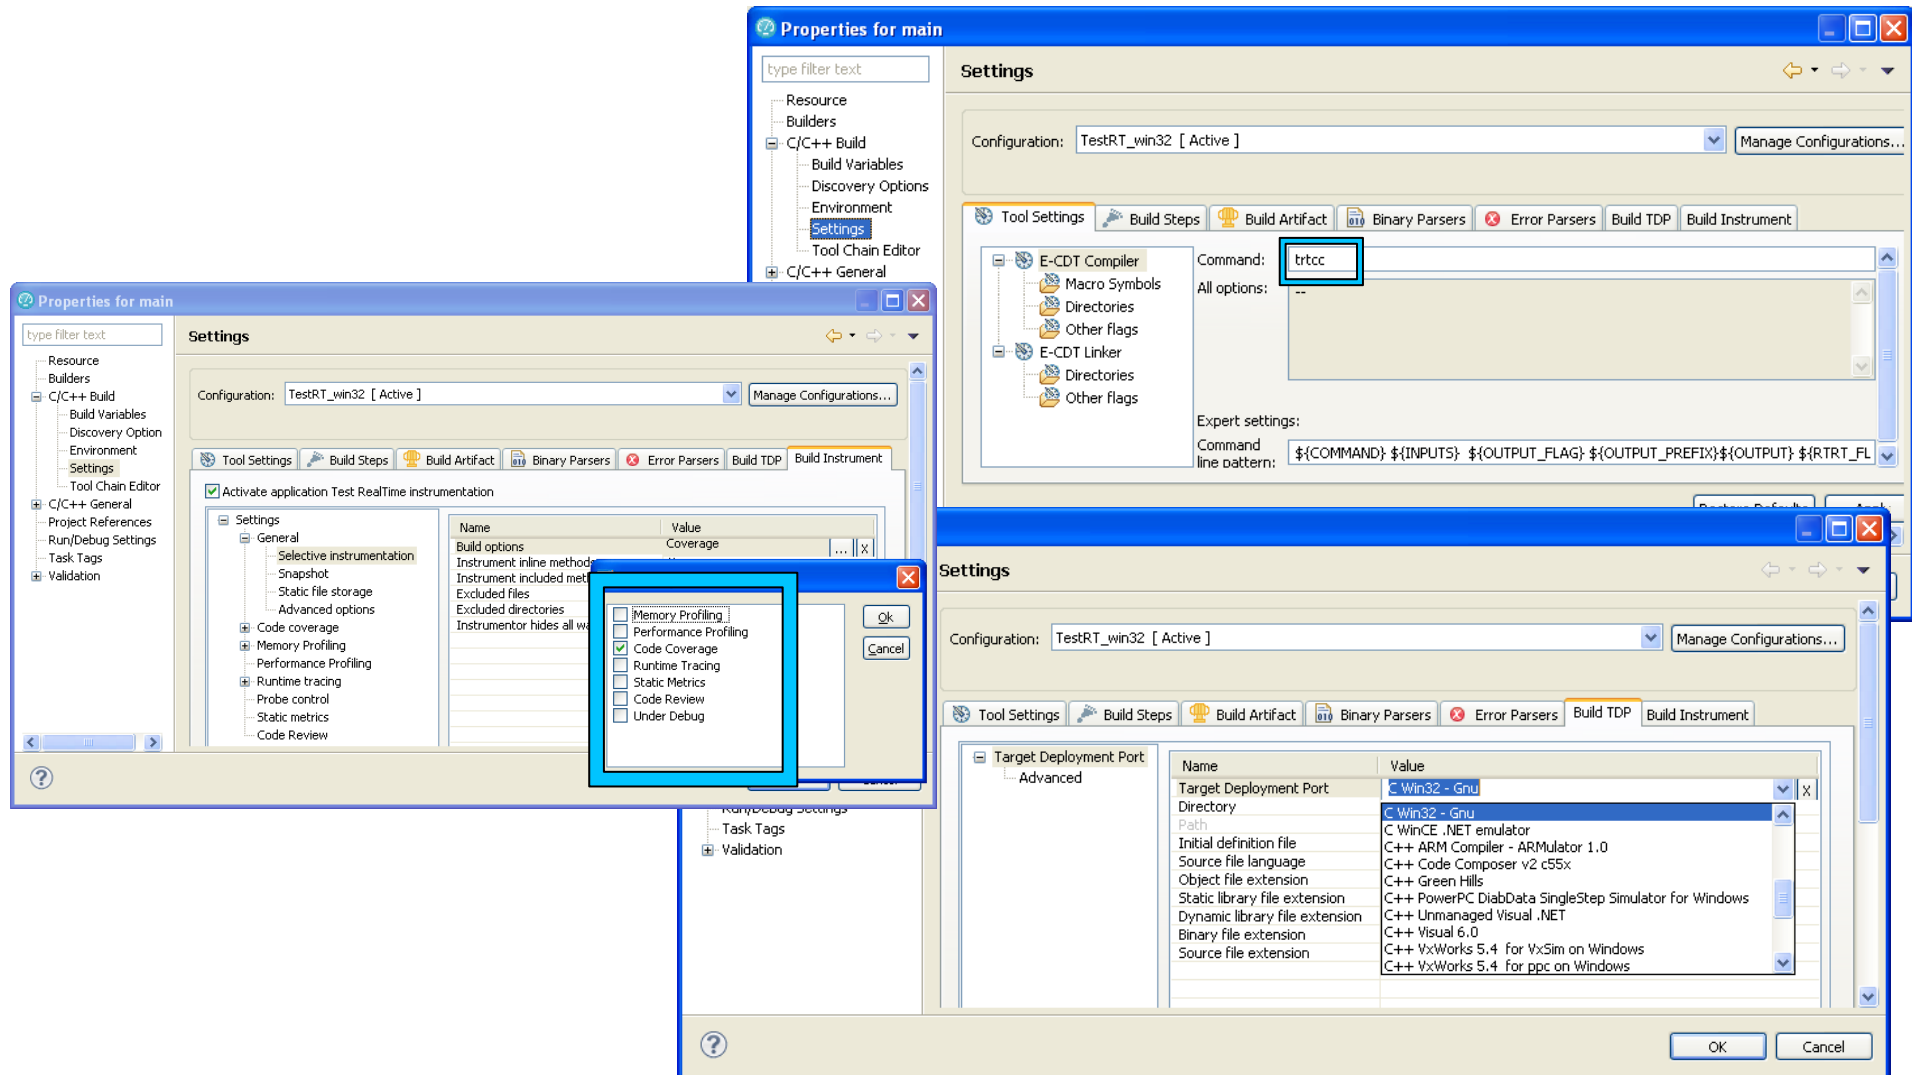 Properties for main
type filter text
Settings
Resource
Builders
C/C++ Build
Build Variables
Discovery Options
Environment
Settings
Tool Chain Editor
C/C++ General
Configuration: TestRT_win32 [ Active ] Manage Configurations...
Tool Settings Build Steps Build Artifact Binary Parsers Error Parsers Build TDP Build Instrument
E-CDT Compiler
Macro Symbols
Directories
Other flags
E-CDT Linker
Directories
Other flags
Command: trtcc
All options: --
Expert settings:
Command
line pattern: ${COMMAND} ${INPUTS} ${OUTPUT_FLAG} ${OUTPUT_PREFIX}${OUTPUT} ${RTRT_FL
Properties for main
type filter text
Settings
Resource
Builders
C/C++ Build
Build Variables
Discovery Option
Environment
Settings
Tool Chain Editor
C/C++ General
Project References
Run/Debug Settings
Task Tags
Validation
Configuration: TestRT_win32 [ Active ] Manage Configurations...
Tool Settings Build Steps Build Artifact Binary Parsers Error Parsers Build TDP Build Instrument
Activate application Test RealTime instrumentation
Settings
General
Selective instrumentation
Snapshot
Static file storage
Advanced options
Code coverage
Memory Profiling
Performance Profiling
Runtime tracing
Probe control
Static metrics
Code Review
Name Value
Build options Coverage ... x
Instrument inline methods
Instrument included met
Excluded files
Excluded directories
Instrumentor hides all wa
Memory Profiling
Performance Profiling
Code Coverage
Runtime Tracing
Static Metrics
Code Review
Under Debug
Ok
Cancel
Settings
Configuration: TestRT_win32 [ Active ] Manage Configurations...
Tool Settings Build Steps Build Artifact Binary Parsers Error Parsers Build TDP Build Instrument
Target Deployment Port
Advanced
Name Value
Target Deployment Port C Win32 - Gnu x
Directory
Path
Initial definition file
Source file language
Object file extension
Static library file extension
Dynamic library file extension
Binary file extension
Source file extension
C Win32 - Gnu
C WinCE .NET emulator
C++ ARM Compiler - ARMulator 1.0
C++ Code Composer v2 c55x
C++ Green Hills
C++ PowerPC DiabData SingleStep Simulator for Windows
C++ Unmanaged Visual .NET
C++ Visual 6.0
C++ VxWorks 5.4 for VxSim on Windows
C++ VxWorks 5.4 for ppc on Windows
Run/Debug Settings
Task Tags
Validation
OK Cancel